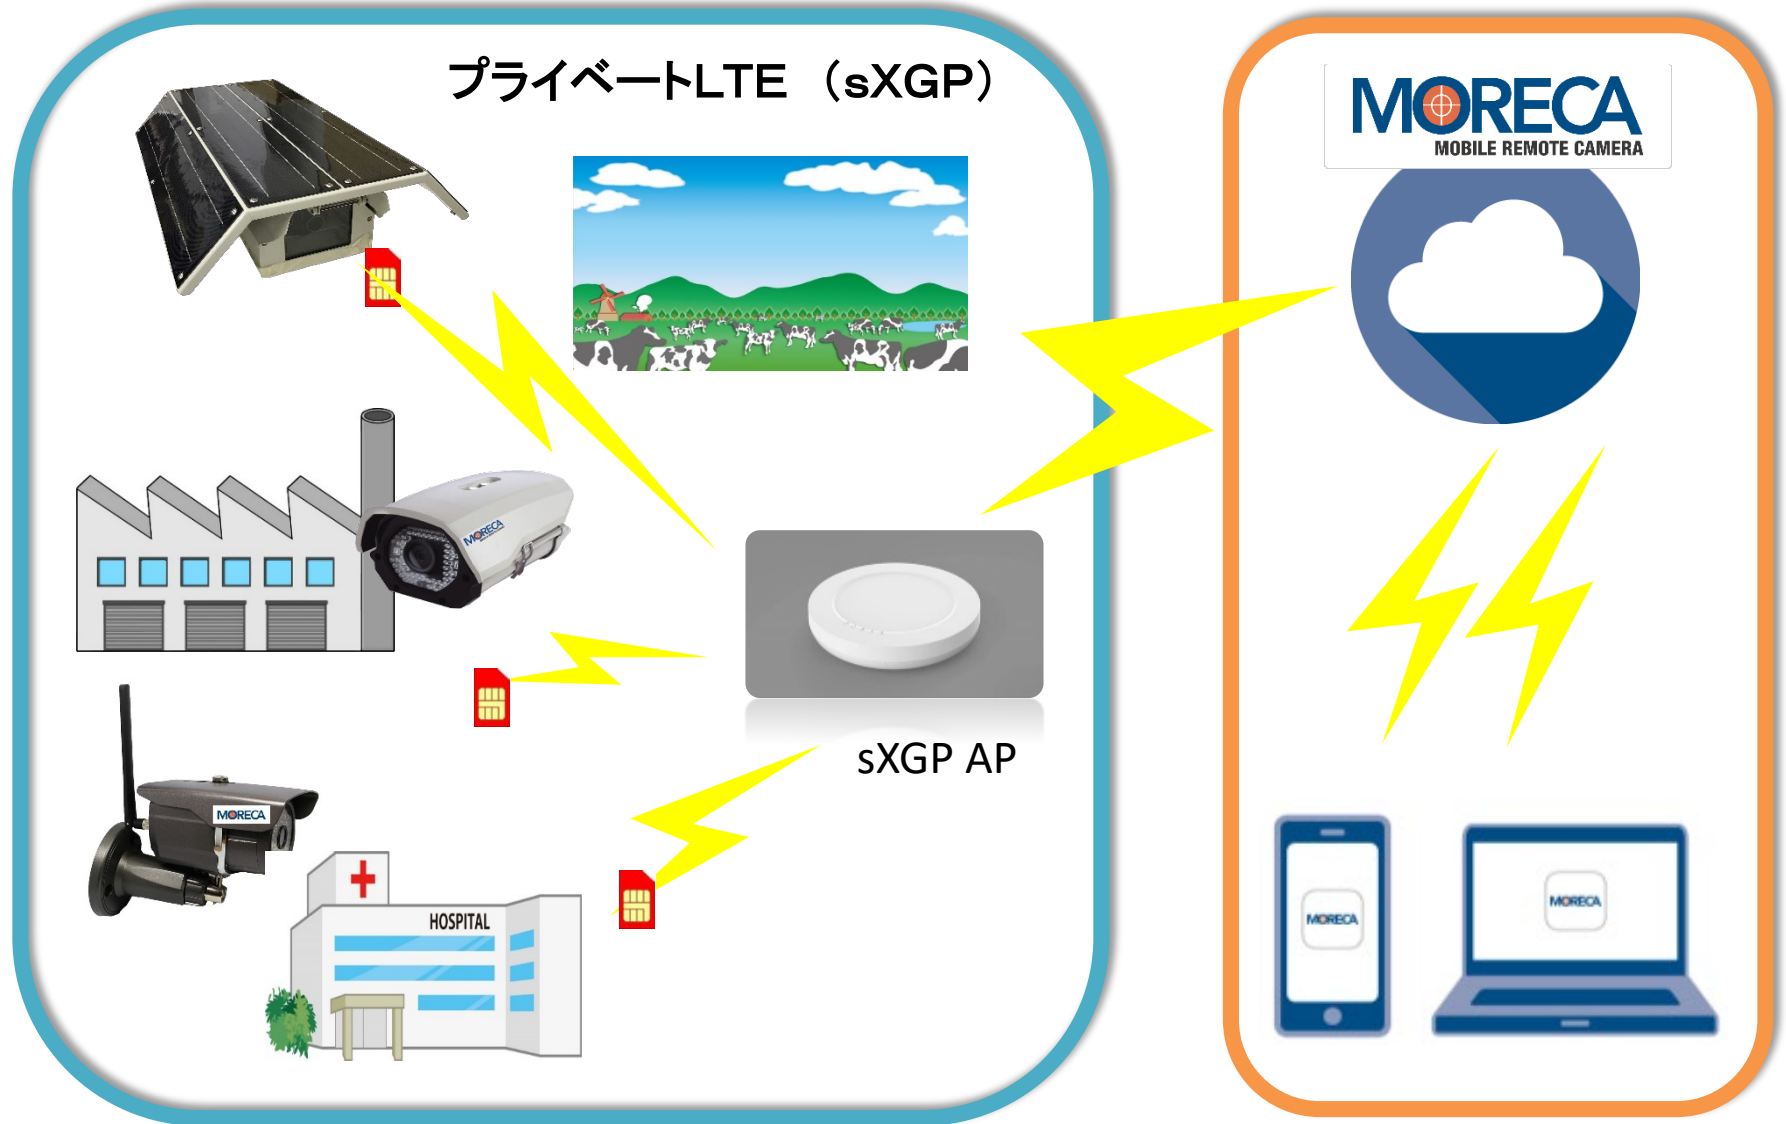 プライベートLTE （sXGP）
MORECA
MOBILE REMOTE CAMERA
MORECA
sXGP AP
MORECA
HOSPITAL
MORECA
MORECA